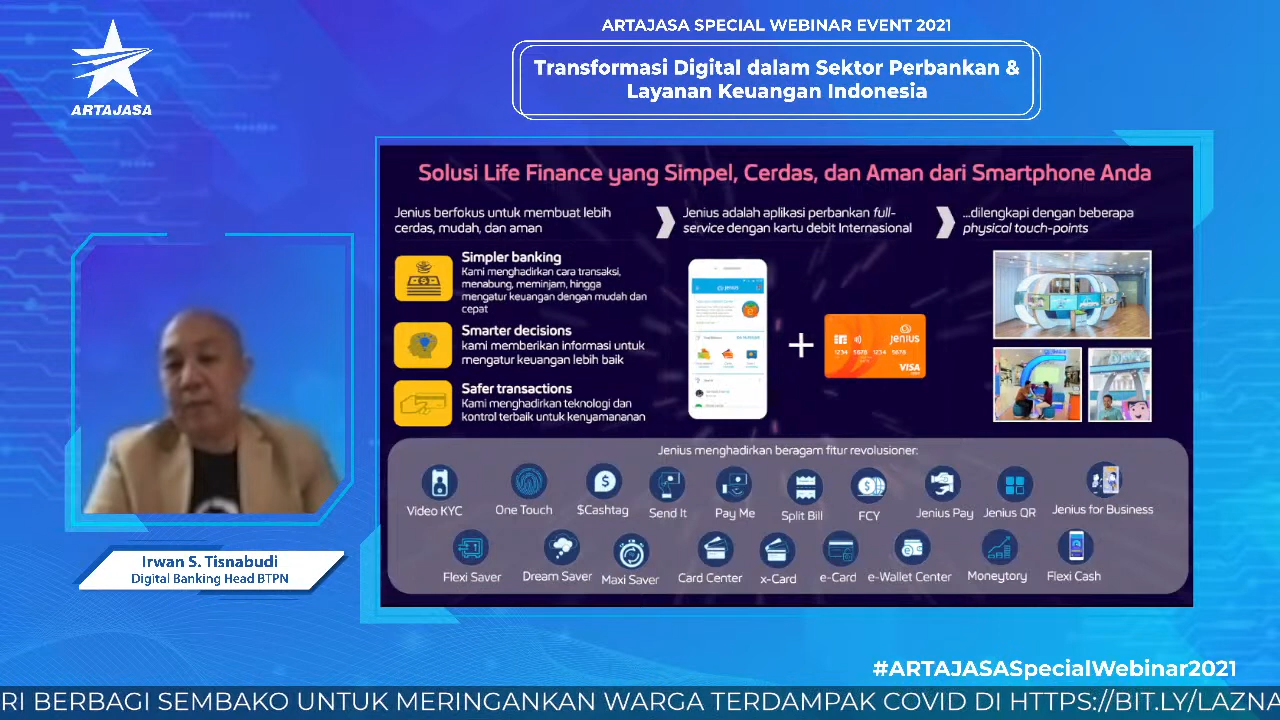 ARTAJASA SPECIAL WEBINAR EVENT 2021
Transformasi Digital dalam Sektor Perbankan &
Layanan Keuangan Indonesia
ARTAJASA
Solusi Life Finance yang Simpel, Cerdas, dan Aman dari Smartphone Anda
Jenius berfokus untuk membuat lebih
cerdas, mudah, dan aman
Jenius adalah aplikasi perbankan full-
service dengan kartu debit Internasional
...dilengkapi dengan beberapa
physical touch-points
Simpler banking
Kami menghadirkan cara transaksi,
menabung, meminjam, hingga
mengatur keuangan dengan mudah dan
cepat
Smarter decisions
kami memberikan informasi untuk
mengatur keuangan lebih baik
Safer transactions
Kami menghadirkan teknologi dan
kontrol terbaik untuk kenyamananan
jenius
+
jenius
1234 5678 1234 5678
VISA
Jenius menghadirkan beragam fitur revolusioner:
Video KYC
One Touch
$Cashtag
Send It
Pay Me
Split Bill
FCY
Jenius Pay
Jenius QR
Jenius for Business
Flexi Saver
Dream Saver
Maxi Saver
Card Center
x-Card
e-Card
e-Wallet Center
Moneytory
Flexi Cash
Irwan S. Tisnabudi
Digital Banking Head BTPN
#ARTAJASASpecialWebinar2021
RI BERBAGI SEMBAKO UNTUK MERINGANKAN WARGA TERDAMPAK COVID DI HTTPS://BIT.LY/LAZNA